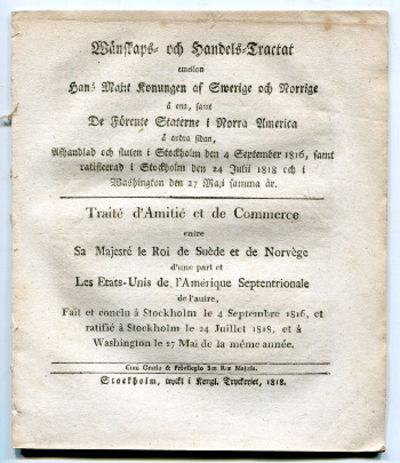 Wänskaps- och Handels-Tractat
emellan
Hans Maj:t Konungen af Swerige och Norrige
å ena, samt
De Förente Staterne i Norra America
å andra sidan,
Afhandlad och sluten i Stockholm den 4 September 1816, samt
ratificerad i Stockholm den 24 Julii 1818 och i
Washington den 27 Maji samma år.
Traité d'Amitié et de Commerce
entre
Sa Majesté le Roi de Suède et de Norvège
d'une part et
Les Etats-Unis de l'Amérique Septentrionale
de l'autre,
Fait et conclu à Stockholm le 4 Septembre 1816, et
ratifié à Stockholm le 24 Juillet 1818, et à
Washington le 27 Mai de la même année.
Cum Gratia & Privilegio S:æ R:æ Maj:tis.
Stockholm, tryckt i Kongl. Tryckeriet, 1818.